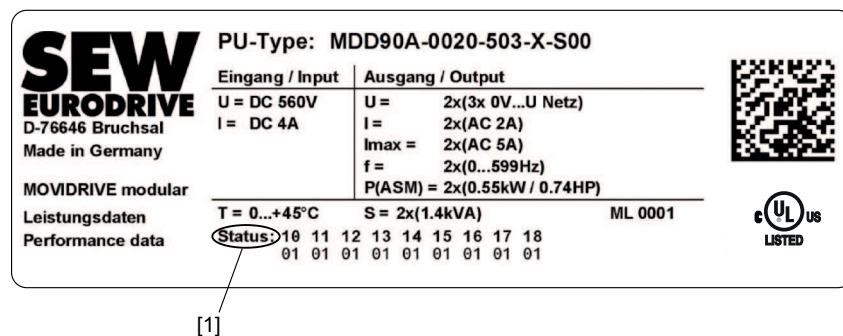 SEW
EURODRIVE
D-76646 Bruchsal
Made in Germany
MOVIDRIVE modular
Leistungsdaten
Performance data
PU-Type: MDD90A-0020-503-X-S00
Eingang / Input
U = DC 560V
I = DC 4A
Ausgang / Output
U = 2x(3x 0V...U Netz)
I = 2x(AC 2A)
Imax = 2x(AC 5A)
f = 2x(0...599Hz)
P(ASM) = 2x(0.55kW / 0.74HP)
T = 0...+45°C S = 2x(1.4kVA) ML 0001
Status: 10 11 12 13 14 15 16 17 18
01 01 01 01 01 01 01 01 01
c UL US
LISTED
[1]